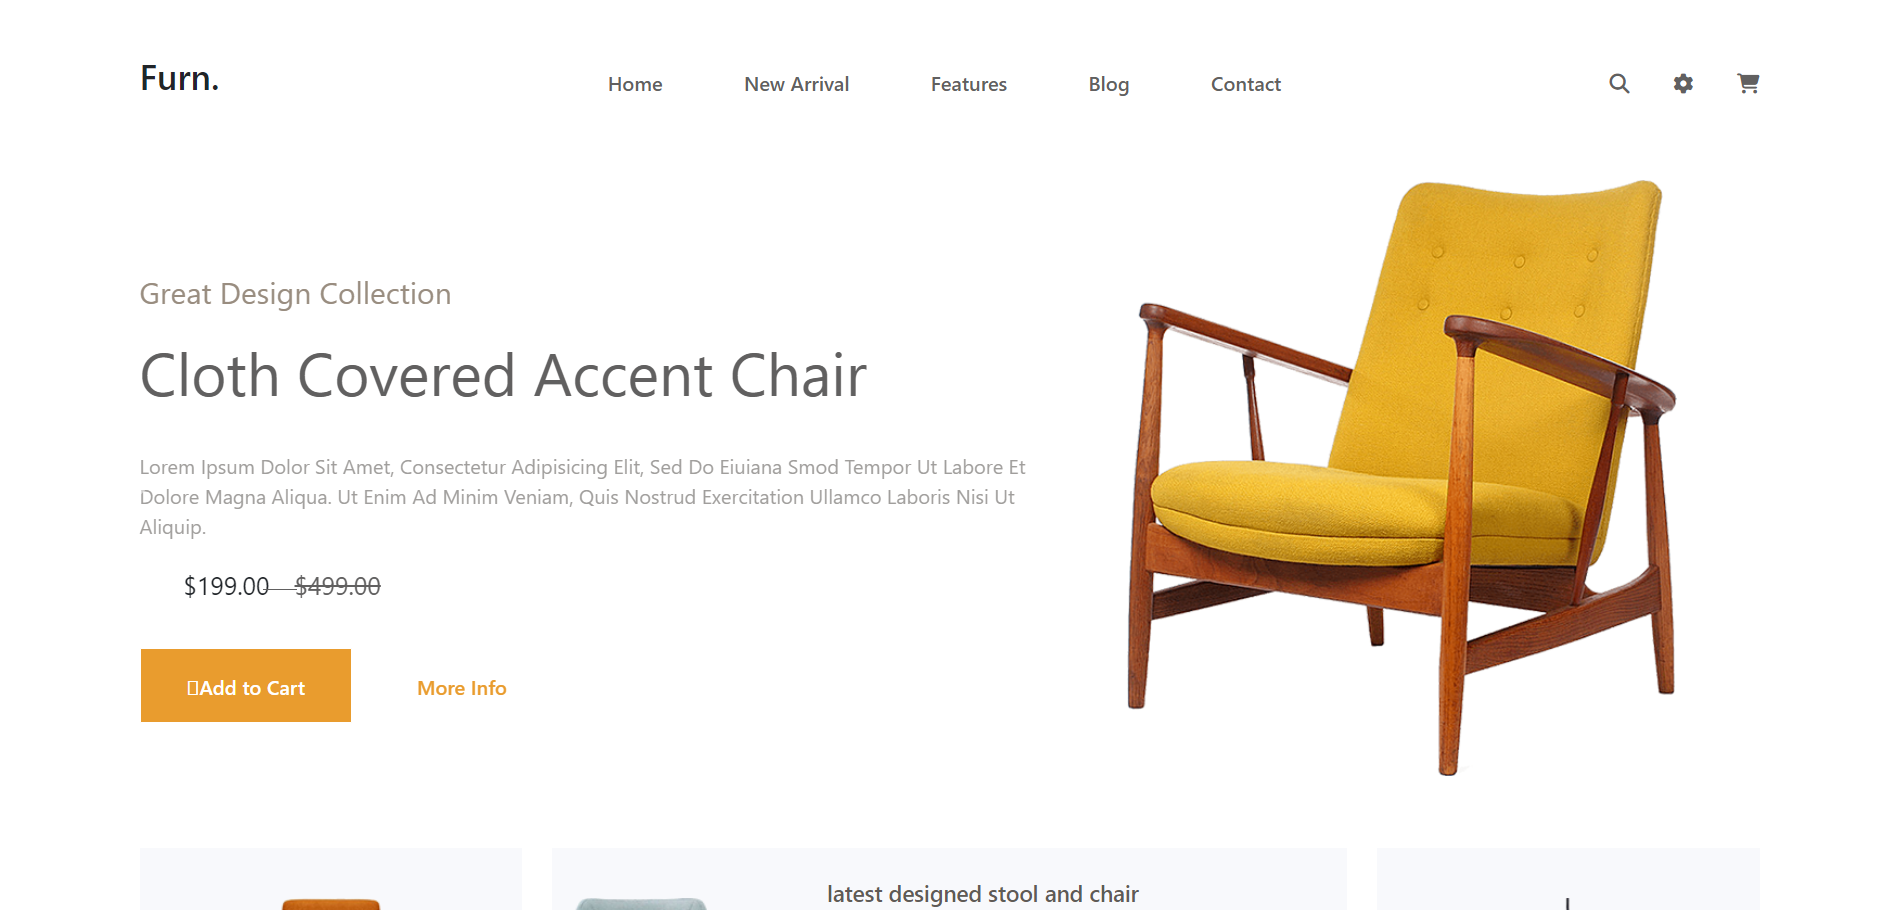 Furn.
Home New Arrival Features Blog Contact
Great Design Collection
Cloth Covered Accent Chair
Lorem Ipsum Dolor Sit Amet, Consectetur Adipisicing Elit, Sed Do Eiuiana Smod Tempor Ut Labore Et
Dolore Magna Aliqua. Ut Enim Ad Minim Veniam, Quis Nostrud Exercitation Ullamco Laboris Nisi Ut
Aliquip.
$199.00 $499.00
Add to Cart More Info
latest designed stool and chair